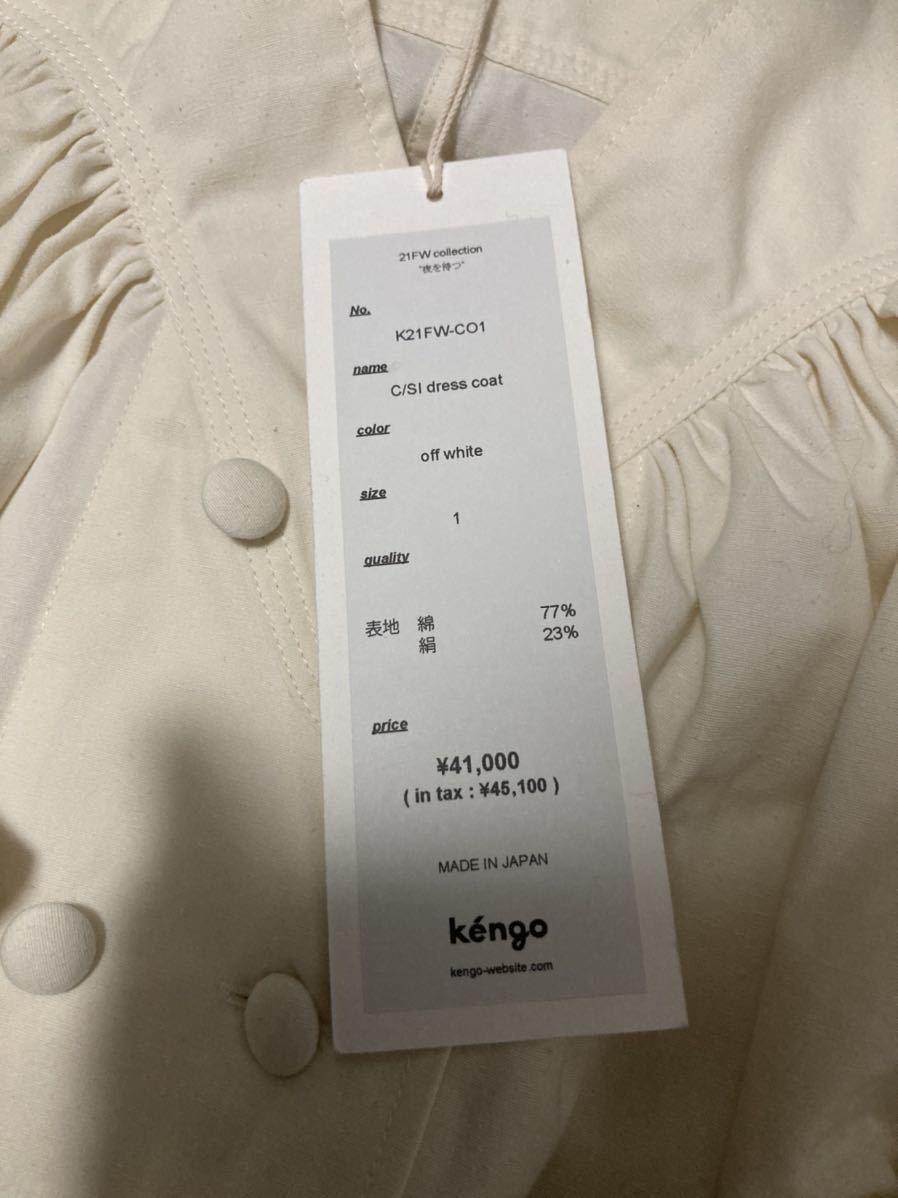 21FW collection
"夜を待つ"
No.
K21FW-CO1
name
C/SI dress coat
color
off white
size
1
quality
表地 綿 77%
絹 23%
price
¥41,000
( in tax : ¥45,100 )
MADE IN JAPAN
kéngo
kengo-website.com